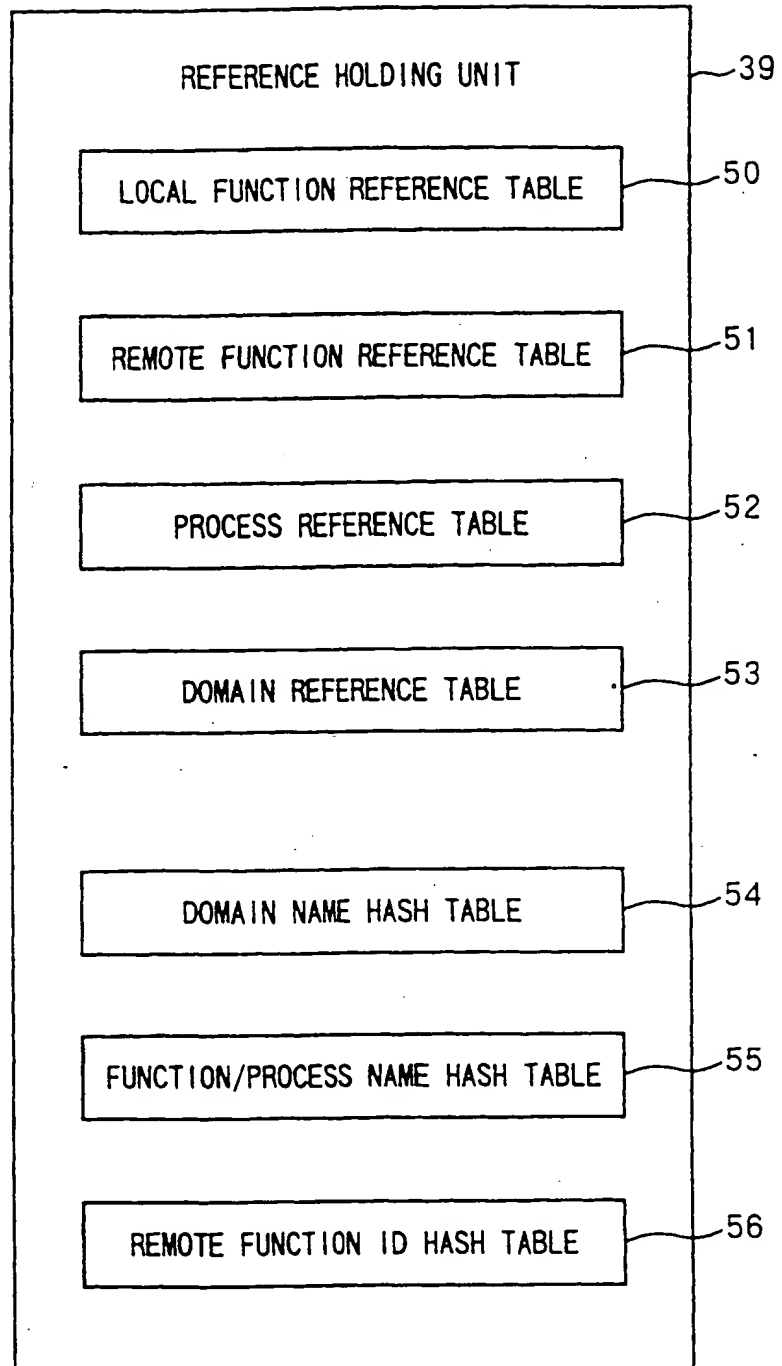 REFERENCE HOLDING UNIT 39
LOCAL FUNCTION REFERENCE TABLE 50
REMOTE FUNCTION REFERENCE TABLE 51
PROCESS REFERENCE TABLE 52
DOMAIN REFERENCE TABLE 53
DOMAIN NAME HASH TABLE 54
FUNCTION/PROCESS NAME HASH TABLE 55
REMOTE FUNCTION ID HASH TABLE 56